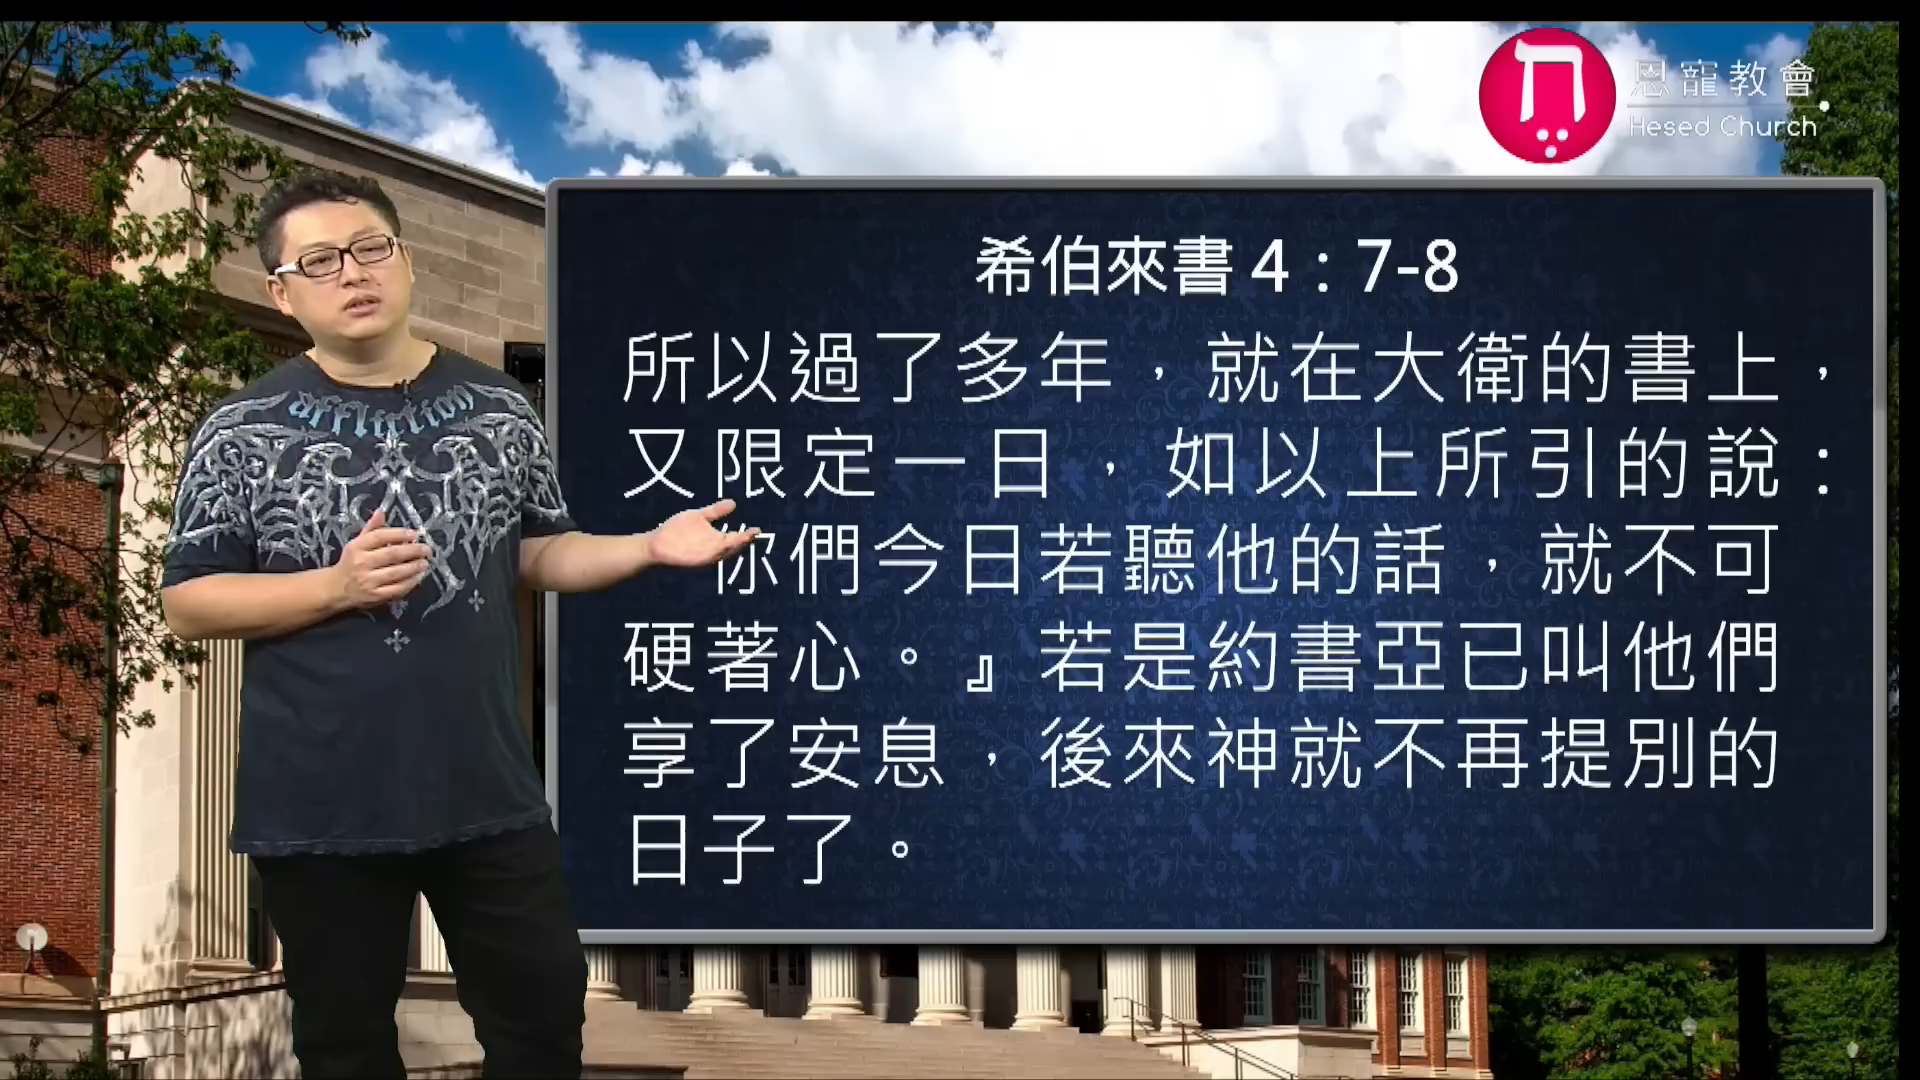 恩寵教會
Hesed Church
希伯來書 4：7-8
affliction
所以過了多年，就在大衛的書上，
又限定一日，如以上所引的說：
你們今日若聽他的話，就不可
硬著心。』若是約書亞已叫他們
享了安息，後來神就不再提別的
日子了。